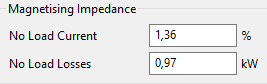 Magnetising Impedance
No Load Current 1,36 %
No Load Losses 0,97 kW